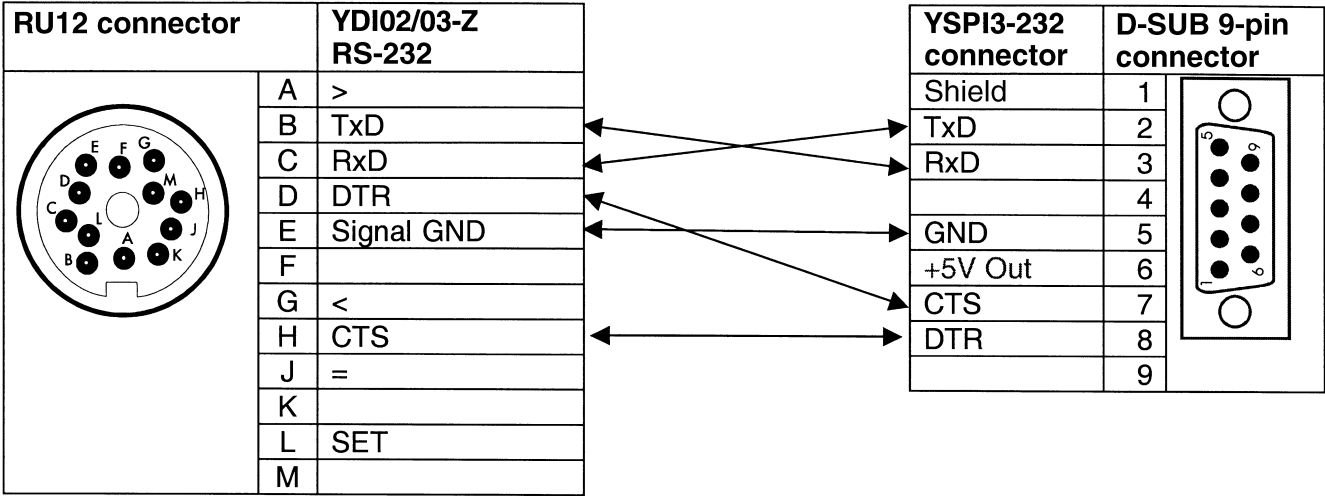 RU12 connector
YDI02/03-Z
RS-232
A >
B TxD
C RxD
D DTR
E Signal GND
F
G <
H CTS
J =
K
L SET
M
E F G
D M H
C L J
A
B K
YSPI3-232
connector
D-SUB 9-pin
connector
Shield 1
TxD 2
RxD 3
4
GND 5
+5V Out 6
CTS 7
DTR 8
9
5
9
1
6